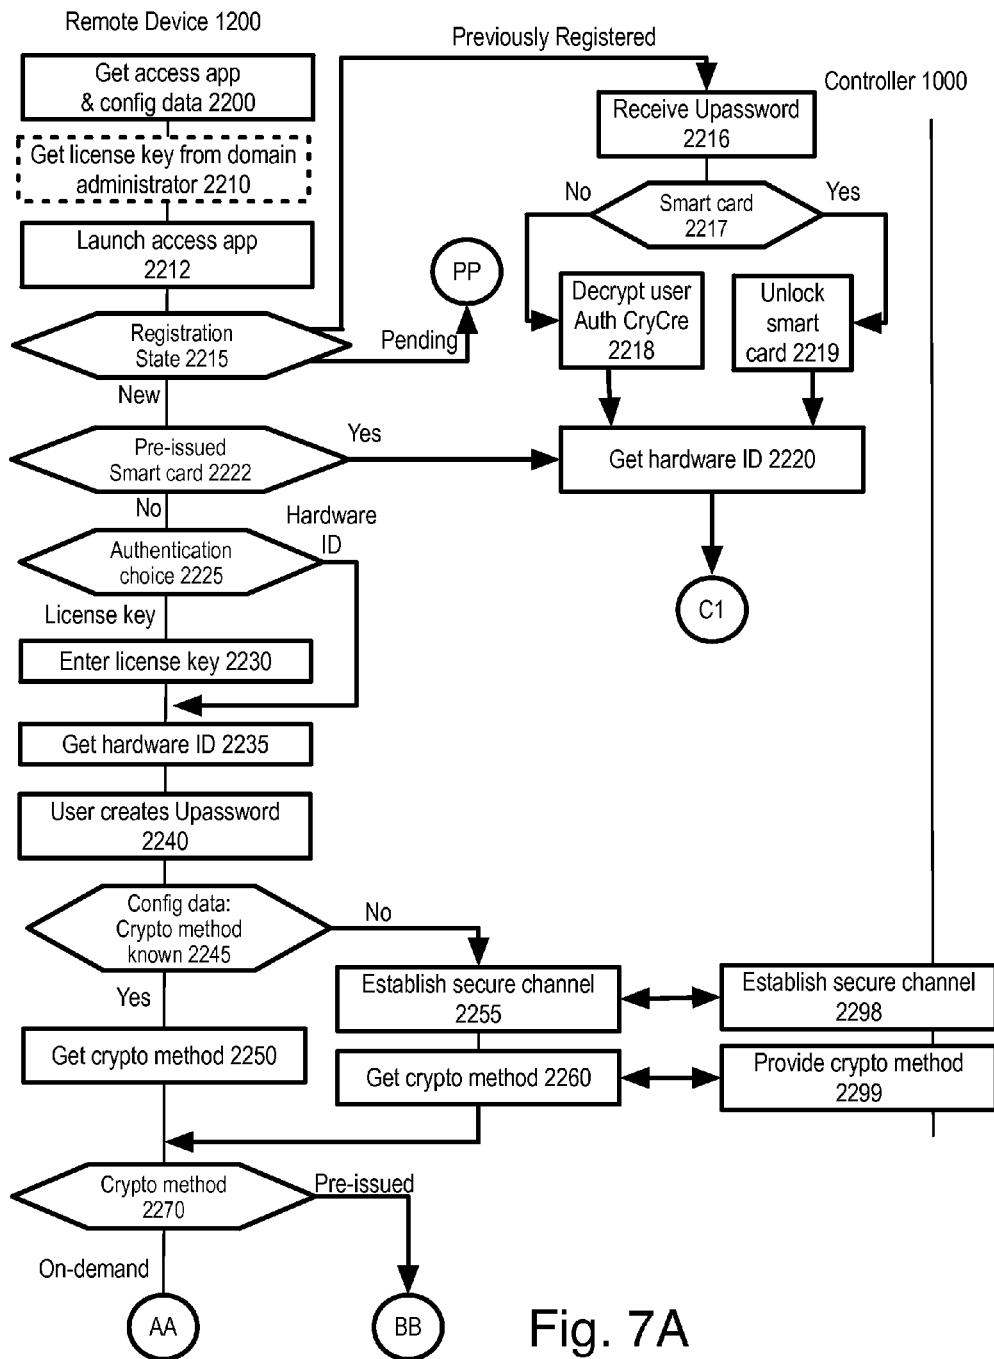 Remote Device 1200
Previously Registered
Get access app
& config data 2200
Controller 1000
Receive Upassword
2216
Get license key from domain
administrator 2210
No
Smart card
2217
Yes
Launch access app
2212
PP
Decrypt user
Auth CryCre
2218
Unlock
smart
card 2219
Registration
State 2215
Pending
New
Pre-issued
Smart card 2222
Yes
Get hardware ID 2220
No
Hardware
ID
Authentication
choice 2225
C1
License key
Enter license key 2230
Get hardware ID 2235
User creates Upassword
2240
Config data:
Crypto method
known 2245
No
Establish secure channel
2255
Establish secure channel
2298
Yes
Get crypto method 2250
Get crypto method 2260
Provide crypto method
2299
Crypto method
2270
Pre-issued
On-demand
AA
BB
Fig. 7A